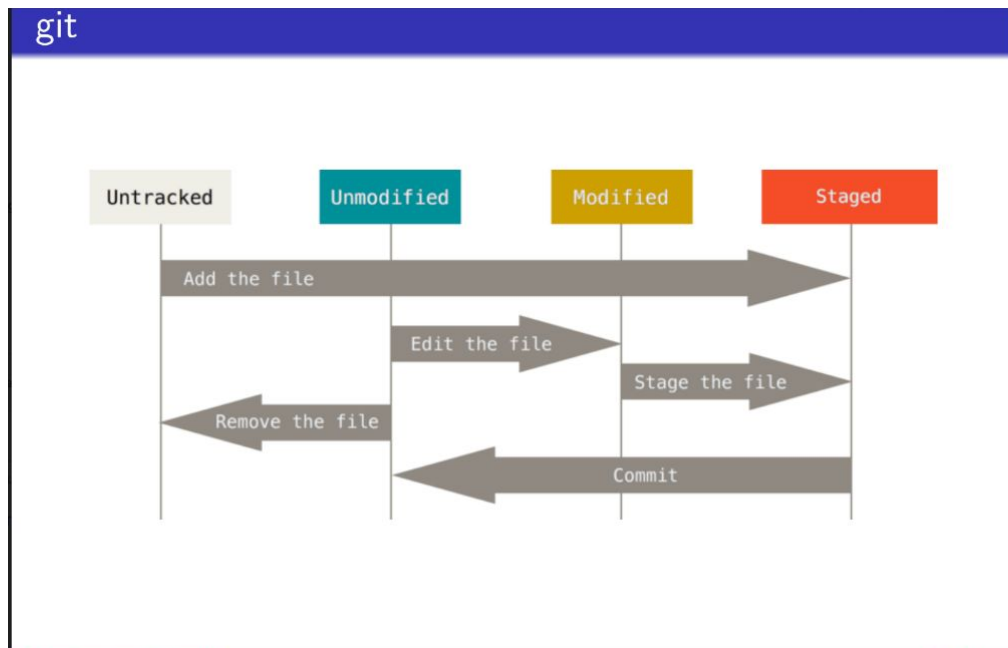 git
Untracked
Unmodified
Modified
Staged
Add the file
Edit the file
Stage the file
Remove the file
Commit